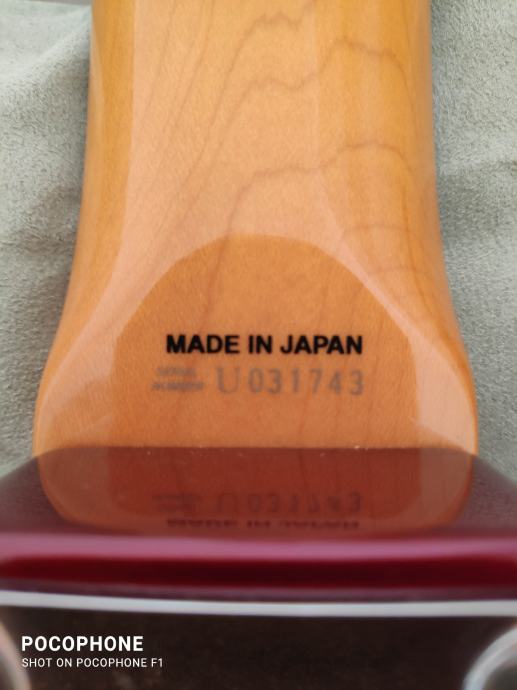 MADE IN JAPAN
SERIAL
NUMBER U031743
POCOPHONE
SHOT ON POCOPHONE F1